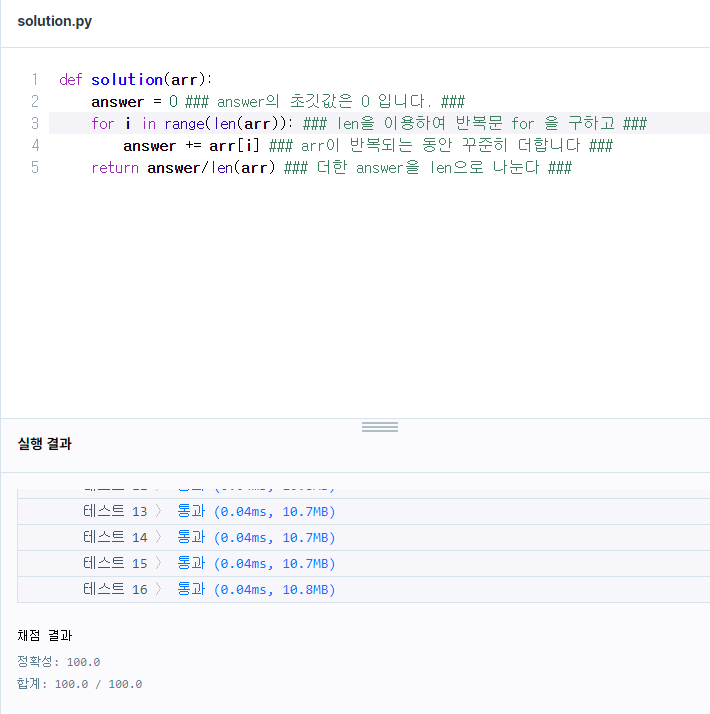 solution.py
1 def solution(arr):
2 answer = 0 ### answer의 초깃값은 0 입니다. ###
3 for i in range(len(arr)): ### len을 이용하여 반복문 for 을 구하고 ###
4 answer += arr[i] ### arr이 반복되는 동안 꾸준히 더합니다 ###
5 return answer/len(arr) ### 더한 answer을 len으로 나눈다 ###
실행 결과
테스트 13 〉 통과 (0.04ms, 10.7MB)
테스트 14 〉 통과 (0.04ms, 10.7MB)
테스트 15 〉 통과 (0.04ms, 10.7MB)
테스트 16 〉 통과 (0.04ms, 10.8MB)
채점 결과
정확성: 100.0
합계: 100.0 / 100.0